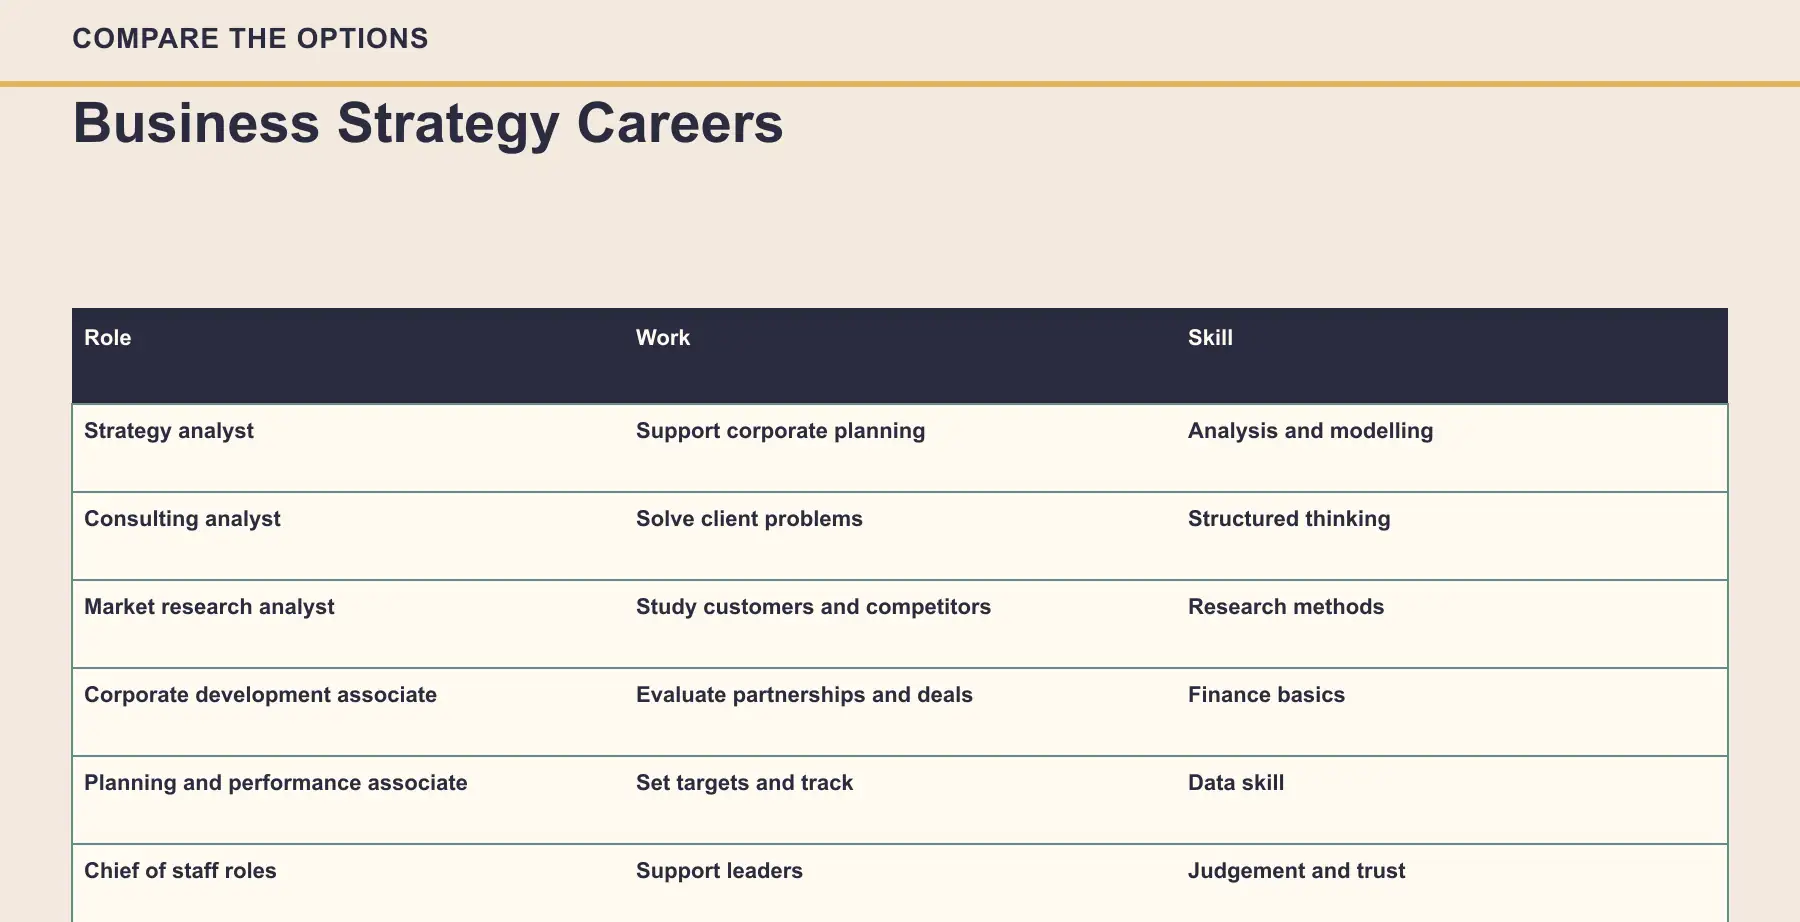 COMPARE THE OPTIONS
Business Strategy Careers
Role Work Skill
Strategy analyst Support corporate planning Analysis and modelling
Consulting analyst Solve client problems Structured thinking
Market research analyst Study customers and competitors Research methods
Corporate development associate Evaluate partnerships and deals Finance basics
Planning and performance associate Set targets and track Data skill
Chief of staff roles Support leaders Judgement and trust